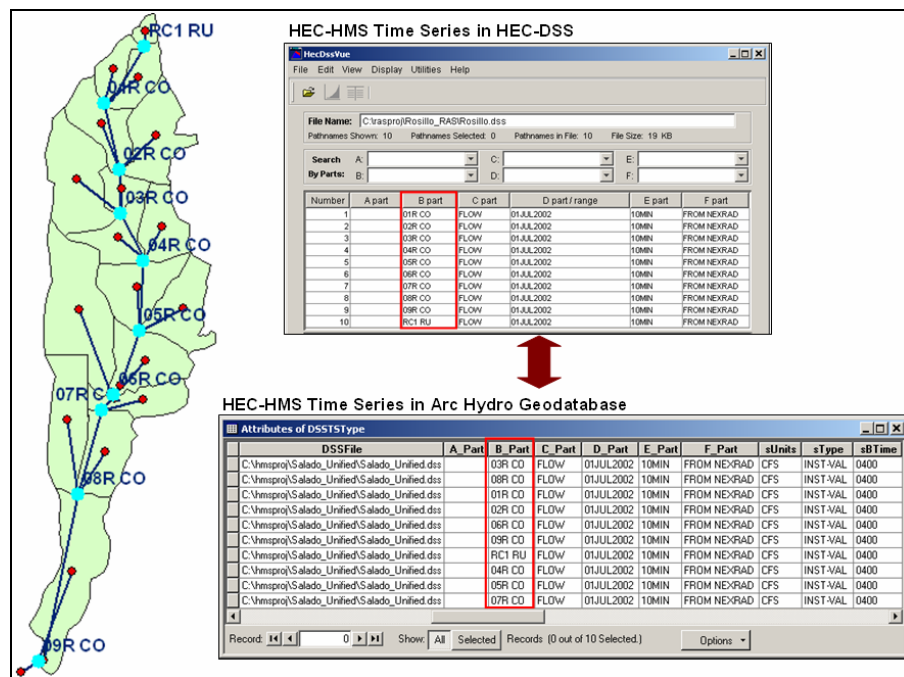 RC1 RU
04R CO
02R CO
03R CO
04R CO
05R CO
06R CO
07R C
08R CO
09R CO
HEC-HMS Time Series in HEC-DSS
HecDssVue
File Edit View Display Utilities Help
File Name: C:\rasproj\Rosillo_RAS\Rosillo.dss
Pathnames Shown: 10 Pathnames Selected: 0 Pathnames in File: 10 File Size: 19 KB
Search A: C: E:
By Parts: B: D: F:
Number A part B part C part D part / range E part F part
1 01R CO FLOW 01JUL2002 10MIN FROM NEXRAD
2 02R CO FLOW 01JUL2002 10MIN FROM NEXRAD
3 03R CO FLOW 01JUL2002 10MIN FROM NEXRAD
4 04R CO FLOW 01JUL2002 10MIN FROM NEXRAD
5 05R CO FLOW 01JUL2002 10MIN FROM NEXRAD
6 06R CO FLOW 01JUL2002 10MIN FROM NEXRAD
7 07R CO FLOW 01JUL2002 10MIN FROM NEXRAD
8 08R CO FLOW 01JUL2002 10MIN FROM NEXRAD
9 09R CO FLOW 01JUL2002 10MIN FROM NEXRAD
10 RC1 RU FLOW 01JUL2002 10MIN FROM NEXRAD
HEC-HMS Time Series in Arc Hydro Geodatabase
Attributes of DSSTSType
DSSFile A_Part B_Part C_Part D_Part E_Part F_Part sUnits sType sBTime
C:\hmsproj\Salado_Unified\Salado_Unified.dss 03R CO FLOW 01JUL2002 10MIN FROM NEXRAD CFS INST-VAL 0400
C:\hmsproj\Salado_Unified\Salado_Unified.dss 08R CO FLOW 01JUL2002 10MIN FROM NEXRAD CFS INST-VAL 0400
C:\hmsproj\Salado_Unified\Salado_Unified.dss 01R CO FLOW 01JUL2002 10MIN FROM NEXRAD CFS INST-VAL 0400
C:\hmsproj\Salado_Unified\Salado_Unified.dss 02R CO FLOW 01JUL2002 10MIN FROM NEXRAD CFS INST-VAL 0400
C:\hmsproj\Salado_Unified\Salado_Unified.dss 06R CO FLOW 01JUL2002 10MIN FROM NEXRAD CFS INST-VAL 0400
C:\hmsproj\Salado_Unified\Salado_Unified.dss 09R CO FLOW 01JUL2002 10MIN FROM NEXRAD CFS INST-VAL 0400
C:\hmsproj\Salado_Unified\Salado_Unified.dss RC1 RU FLOW 01JUL2002 10MIN FROM NEXRAD CFS INST-VAL 0400
C:\hmsproj\Salado_Unified\Salado_Unified.dss 04R CO FLOW 01JUL2002 10MIN FROM NEXRAD CFS INST-VAL 0400
C:\hmsproj\Salado_Unified\Salado_Unified.dss 05R CO FLOW 01JUL2002 10MIN FROM NEXRAD CFS INST-VAL 0400
C:\hmsproj\Salado_Unified\Salado_Unified.dss 07R CO FLOW 01JUL2002 10MIN FROM NEXRAD CFS INST-VAL 0400
Record: 0 Show: All Selected Records (0 out of 10 Selected.) Options